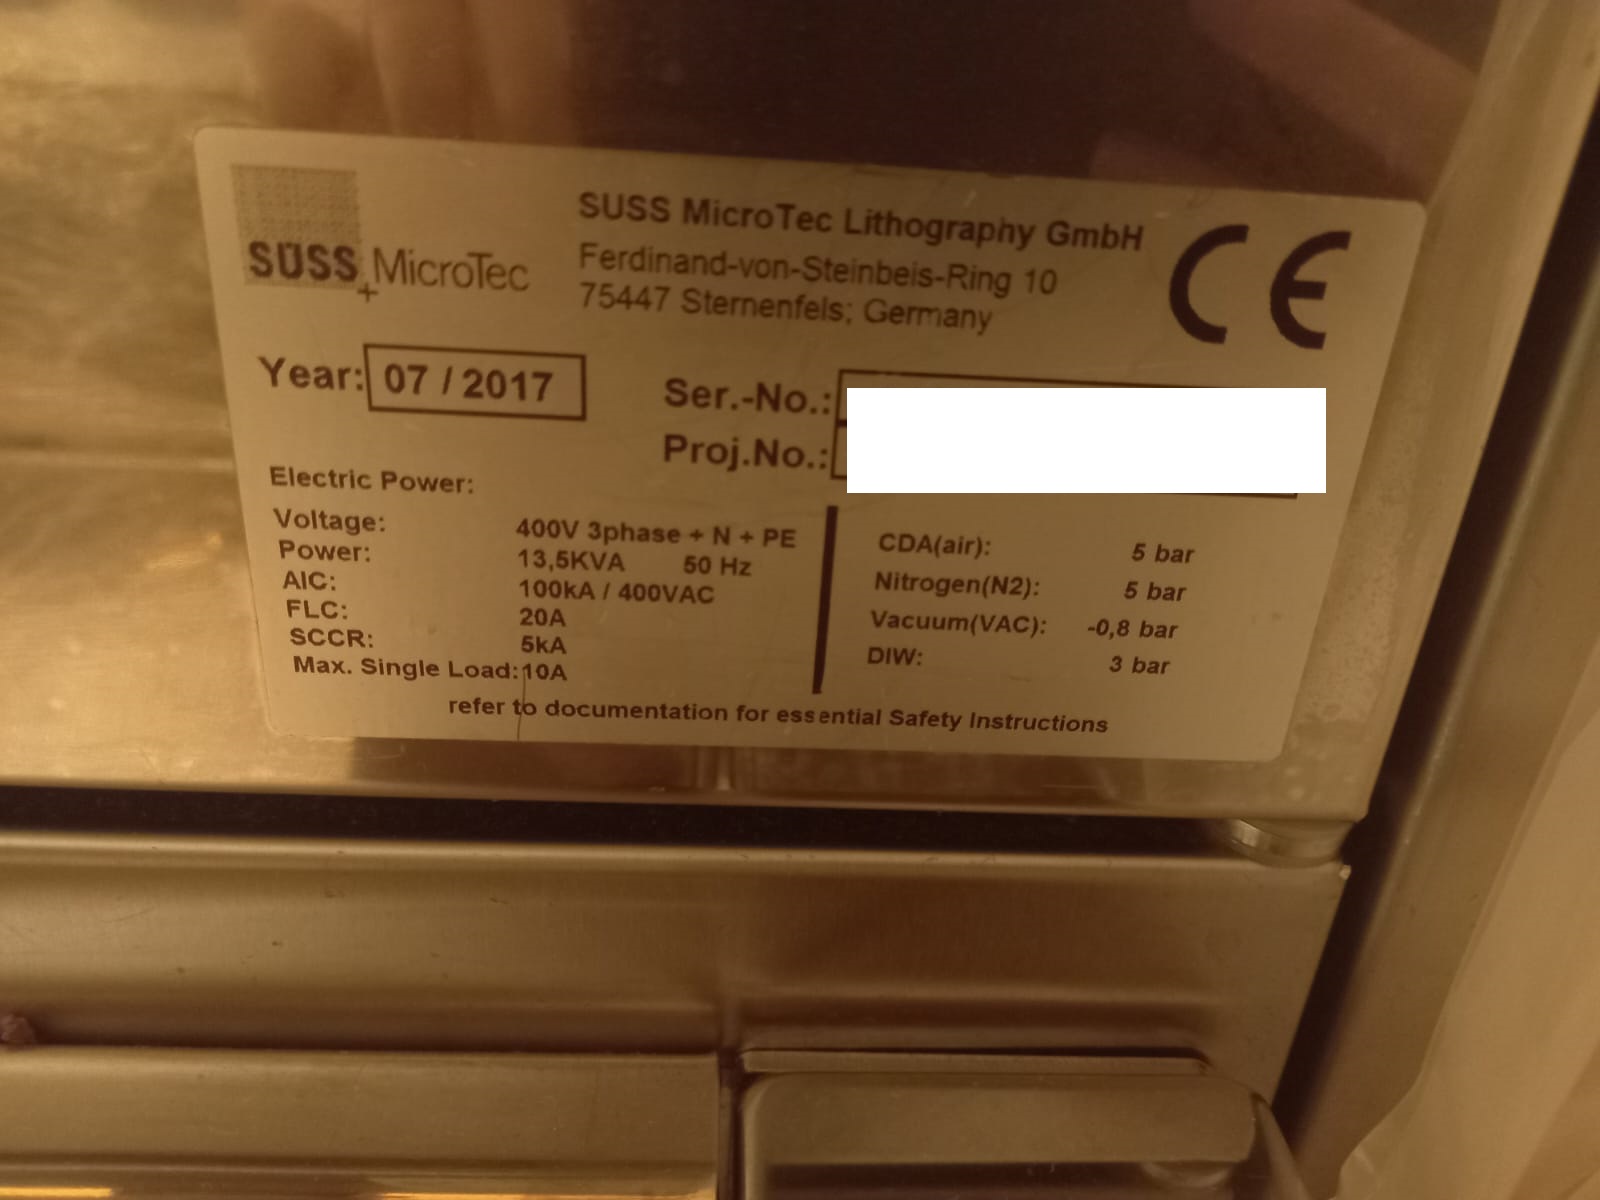 SÜSS MicroTec
SUSS MicroTec Lithography GmbH
Ferdinand-von-Steinbeis-Ring 10
75447 Sternenfels; Germany
CE
Year: 07 / 2017
Ser.-No.:
Proj.No.:
Electric Power:
Voltage: 400V 3phase + N + PE
Power: 13,5KVA 50 Hz
AIC: 100kA / 400VAC
FLC: 20A
SCCR: 5kA
Max. Single Load: 10A
CDA(air): 5 bar
Nitrogen(N2): 5 bar
Vacuum(VAC): -0,8 bar
DIW: 3 bar
refer to documentation for essential Safety Instructions